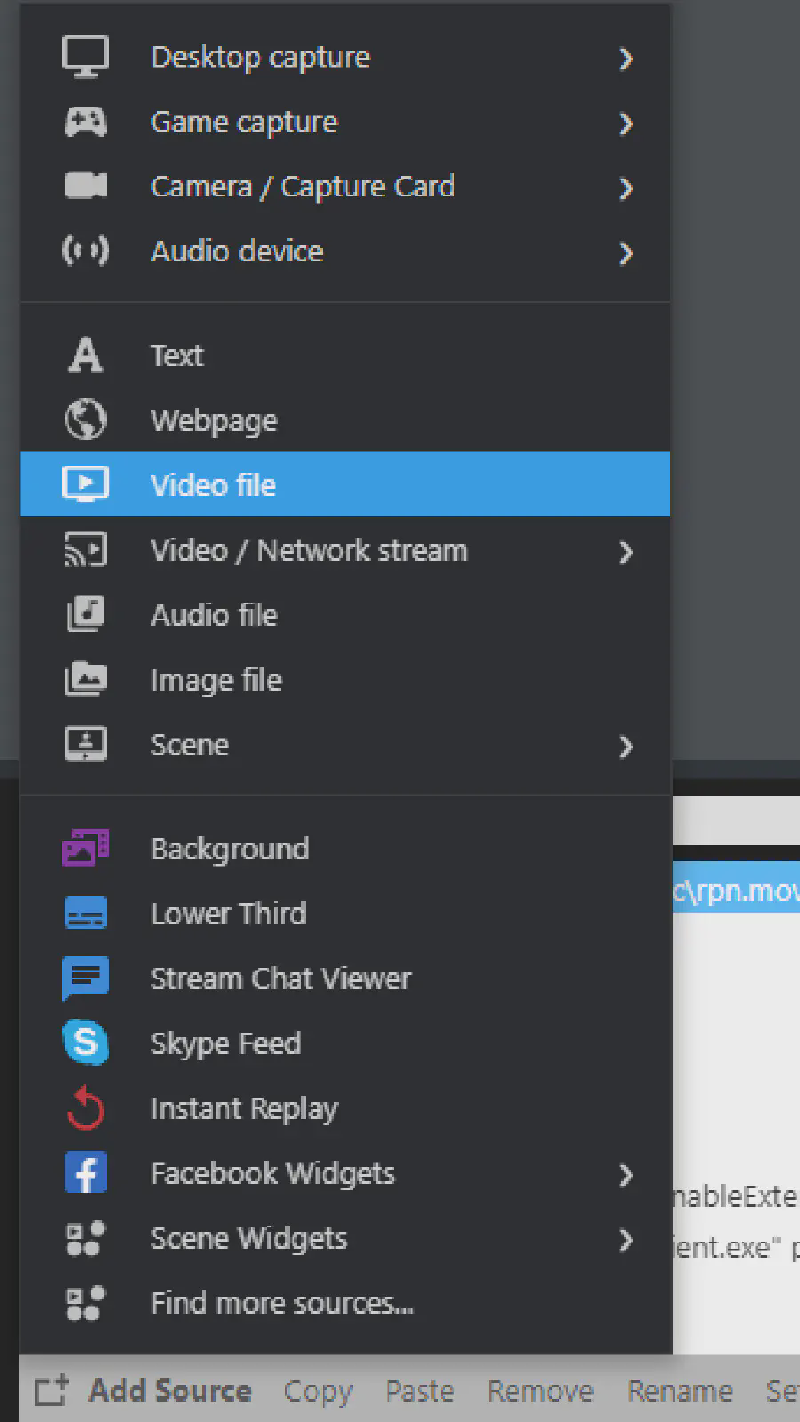 Desktop capture
Game capture
Camera / Capture Card
Audio device
Text
Webpage
Video file
Video / Network stream
Audio file
Image file
Scene
Background
c\rpn.mov
Lower Third
Stream Chat Viewer
Skype Feed
Instant Replay
Facebook Widgets
nableExte
Scene Widgets
ient.exe" p
Find more sources...
Add Source Copy Paste Remove Rename Set